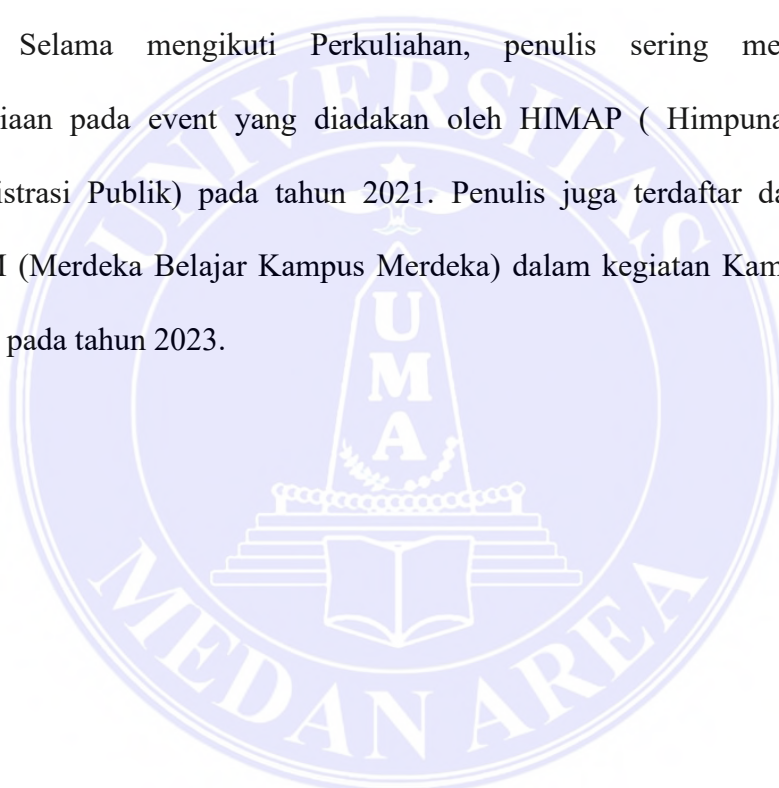 Selama mengikuti Perkuliahan, penulis sering me
iaan pada event yang diadakan oleh HIMAP ( Himpuna
istrasi Publik) pada tahun 2021. Penulis juga terdaftar da
I (Merdeka Belajar Kampus Merdeka) dalam kegiatan Kam
pada tahun 2023.
UNIVERSITAS
U
M
A
MEDAN AREA